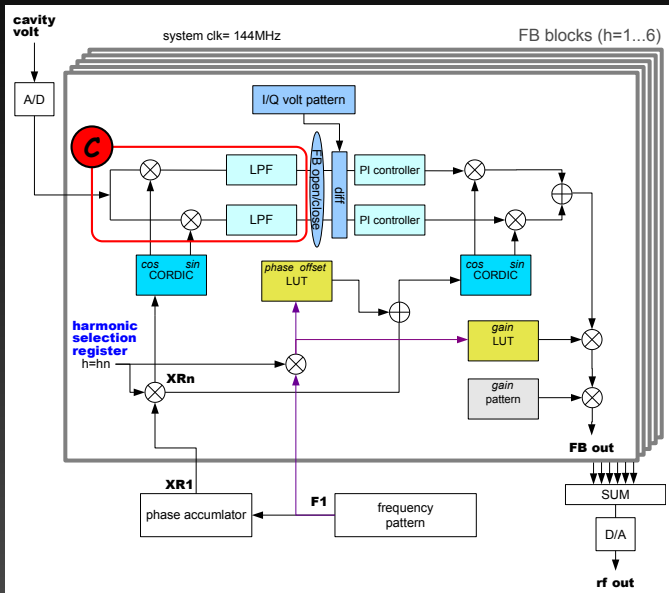 cavity
volt
system clk= 144MHz
FB blocks (h=1...6)
A/D
I/Q volt pattern
C
LPF
FB open/close
diff
PI controller
LPF
PI controller
cos sin
CORDIC
phase offset
LUT
cos sin
CORDIC
harmonic
selection
register
h=hn
XRn
gain
LUT
gain
pattern
FB out
XR1
F1
phase accumlator
frequency
pattern
SUM
D/A
rf out